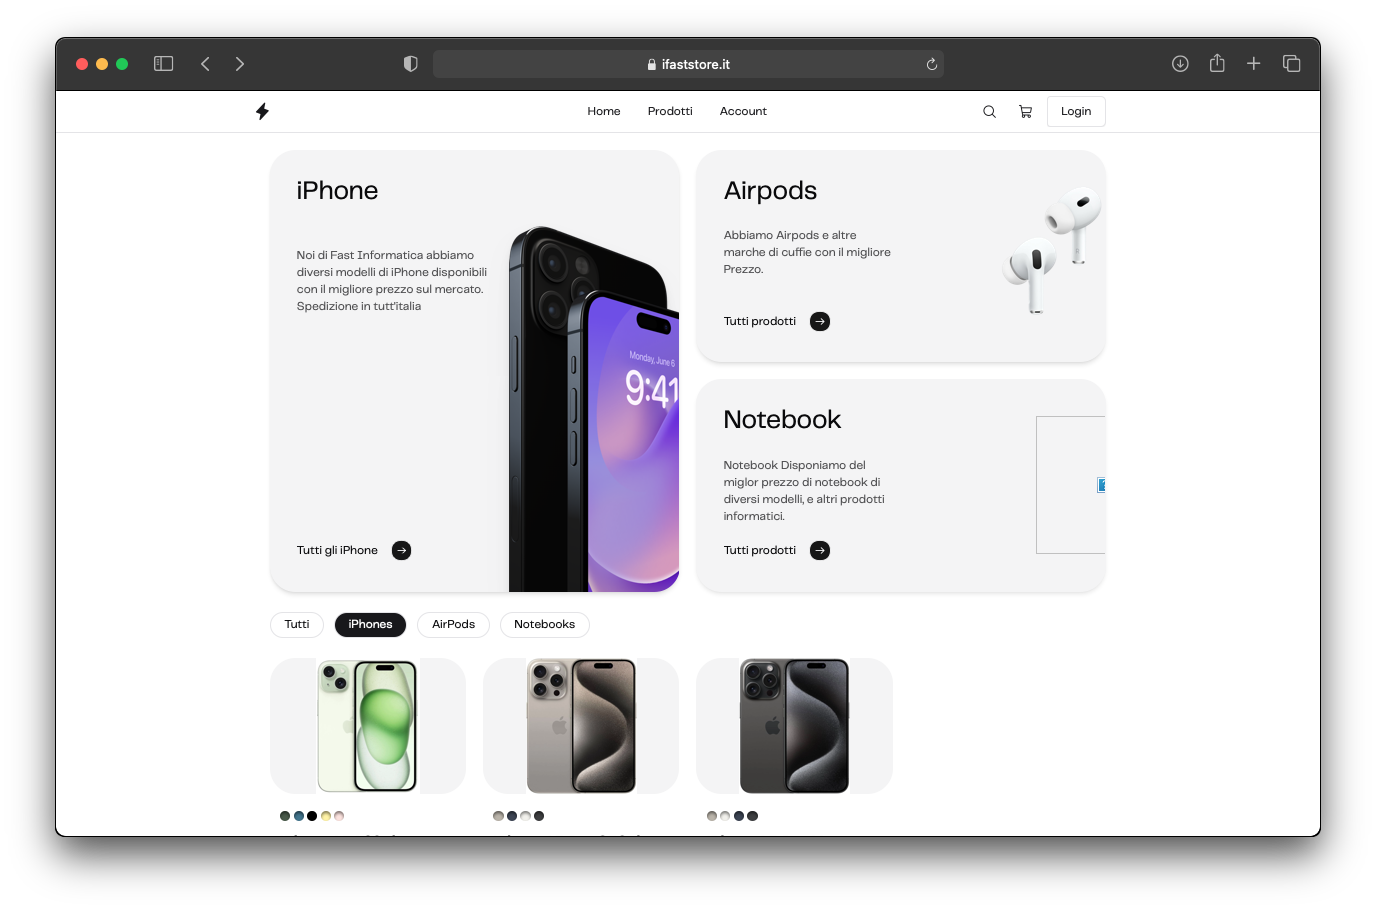 ifaststore.it
Home
Prodotti
Account
Login
iPhone
Noi di Fast Informatica abbiamo
diversi modelli di iPhone disponibili
con il migliore prezzo sul mercato.
Spedizione in tutt'italia
Monday, June 6
9:41
Tutti gli iPhone
Airpods
Abbiamo Airpods e altre
marche di cuffie con il migliore
Prezzo.
Tutti prodotti
Notebook
Notebook Disponiamo del
miglor prezzo di notebook di
diversi modelli, e altri prodotti
informatici.
Tutti prodotti
Tutti
iPhones
AirPods
Notebooks